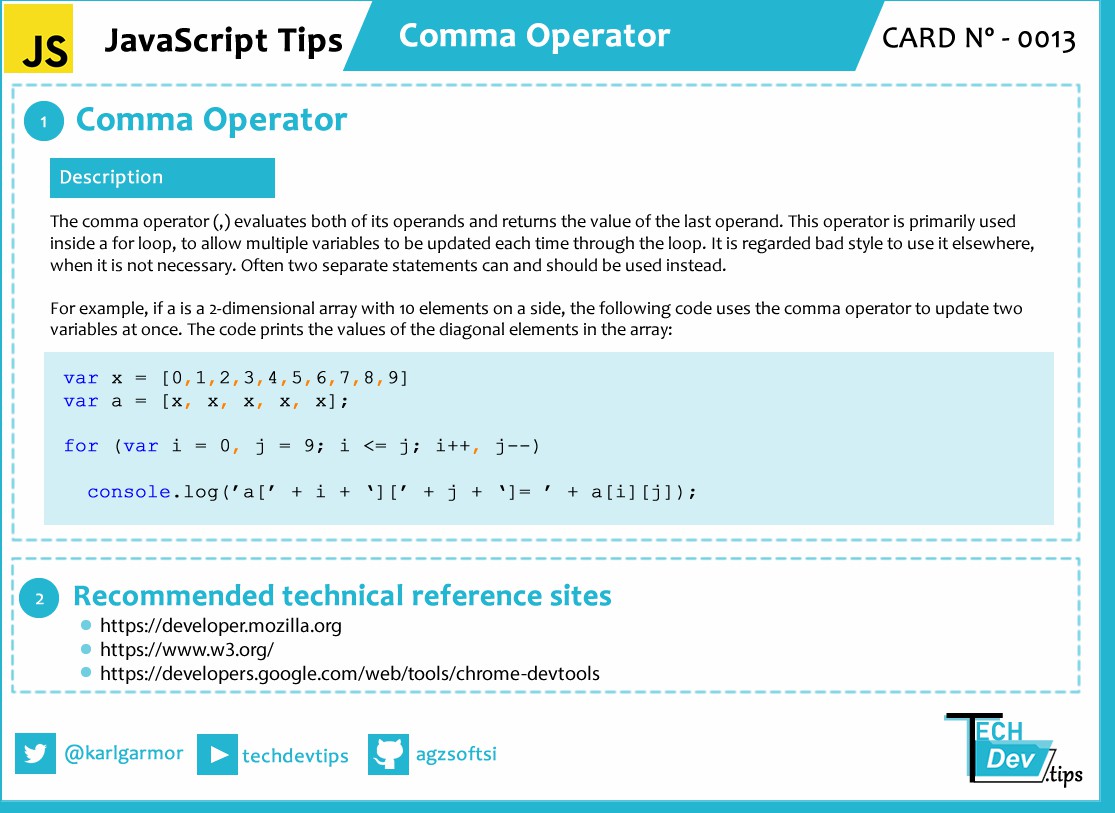 JS
JavaScript Tips
Comma Operator
CARD Nº - 0013
1 Comma Operator
Description
The comma operator (,) evaluates both of its operands and returns the value of the last operand. This operator is primarily used
inside a for loop, to allow multiple variables to be updated each time through the loop. It is regarded bad style to use it elsewhere,
when it is not necessary. Often two separate statements can and should be used instead.
For example, if a is a 2-dimensional array with 10 elements on a side, the following code uses the comma operator to update two
variables at once. The code prints the values of the diagonal elements in the array:
var x = [0,1,2,3,4,5,6,7,8,9]
var a = [x, x, x, x, x];
for (var i = 0, j = 9; i <= j; i++, j--)
console.log(’a[’ + i + ‘][’ + j + ‘]= ’ + a[i][j]);
2 Recommended technical reference sites
https://developer.mozilla.org
https://www.w3.org/
https://developers.google.com/web/tools/chrome-devtools
@karlgarmor
techdevtips
agzsoftsi
TECH
Dev
.tips